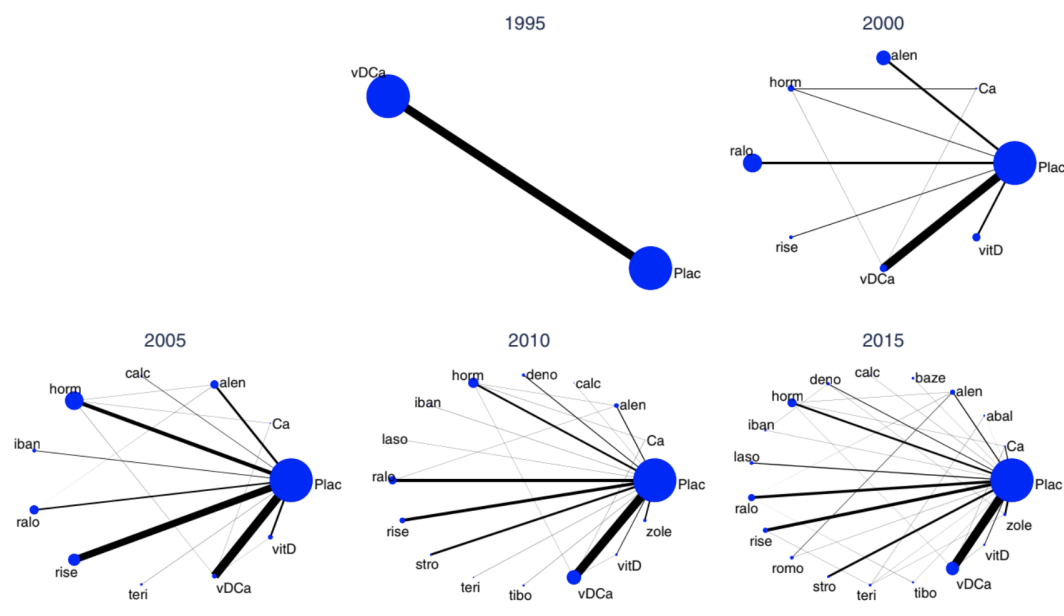 1995
vDCa
Plac
2000
alen
horm
Ca
ralo
Plac
rise
vitD
vDCa
2005
calc
horm
alen
Ca
iban
Plac
ralo
vitD
rise
teri
vDCa
2010
deno
horm
calc
iban
alen
laso
Ca
ralo
Plac
rise
zole
stro
vitD
teri
tibo
vDCa
2015
calc
baze
deno
horm
alen
abal
iban
Ca
laso
Plac
ralo
zole
rise
vitD
romo
vDCa
stro
teri
tibo